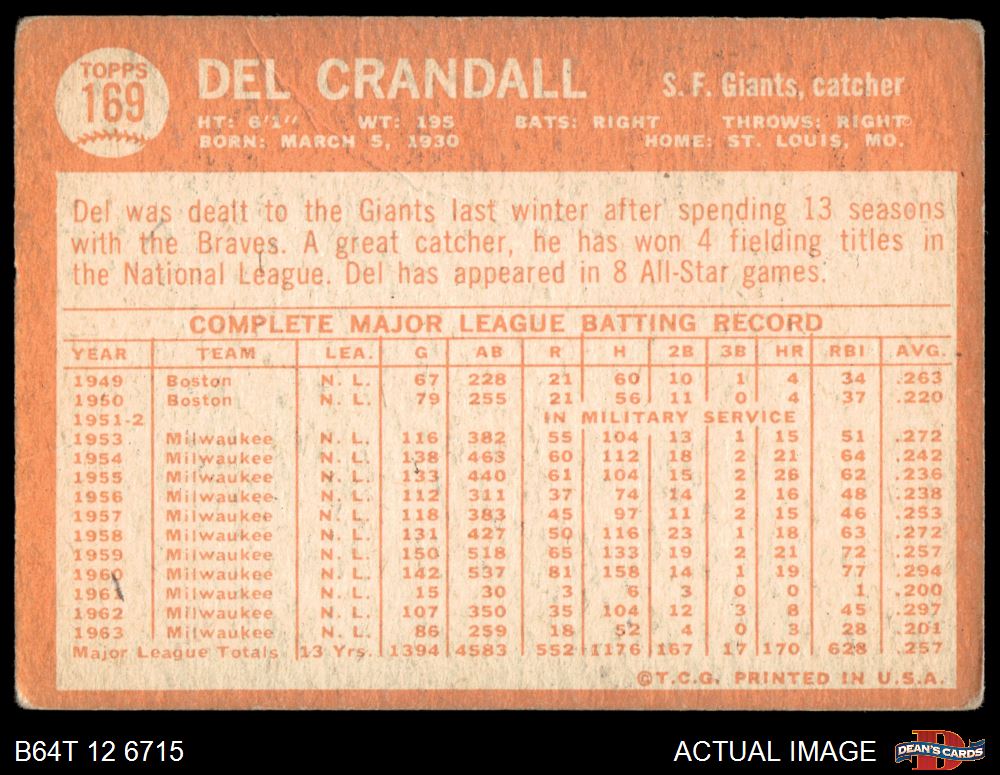 TOPPS
169
DEL CRANDALL
S. F. Giants, catcher
HT: 6'1" WT: 195 BATS: RIGHT THROWS: RIGHT
BORN: MARCH 5, 1930 HOME: ST. LOUIS, MO.
Del was dealt to the Giants last winter after spending 13 seasons
with the Braves. A great catcher, he has won 4 fielding titles in
the National League. Del has appeared in 8 All-Star games.
COMPLETE MAJOR LEAGUE BATTING RECORD
YEAR TEAM LEA. G AB R H 2B 3B HR RBI AVG.
1949 Boston N. L. 67 228 21 60 10 1 4 34 .263
1950 Boston N. L. 79 255 21 56 11 0 4 37 .220
1951-2 IN MILITARY SERVICE
1953 Milwaukee N. L. 116 382 55 104 13 1 15 51 .272
1954 Milwaukee N. L. 138 463 60 112 18 2 21 64 .242
1955 Milwaukee N. L. 133 440 61 104 15 2 26 62 .236
1956 Milwaukee N. L. 112 311 37 74 14 2 16 48 .238
1957 Milwaukee N. L. 118 383 45 97 11 2 15 46 .253
1958 Milwaukee N. L. 131 427 50 116 23 1 18 63 .272
1959 Milwaukee N. L. 150 518 65 133 19 2 21 72 .257
1960 Milwaukee N. L. 142 537 81 158 14 1 19 77 .294
1961 Milwaukee N. L. 15 30 3 6 3 0 0 1 .200
1962 Milwaukee N. L. 107 350 35 104 12 3 8 45 .297
1963 Milwaukee N. L. 86 259 18 52 4 0 3 28 .201
Major League Totals 13 Yrs. 1394 4583 552 1176 167 17 170 628 .257
©T.C.G. PRINTED IN U.S.A.
B64T 12 6715
ACTUAL IMAGE
DEAN'S CARDS